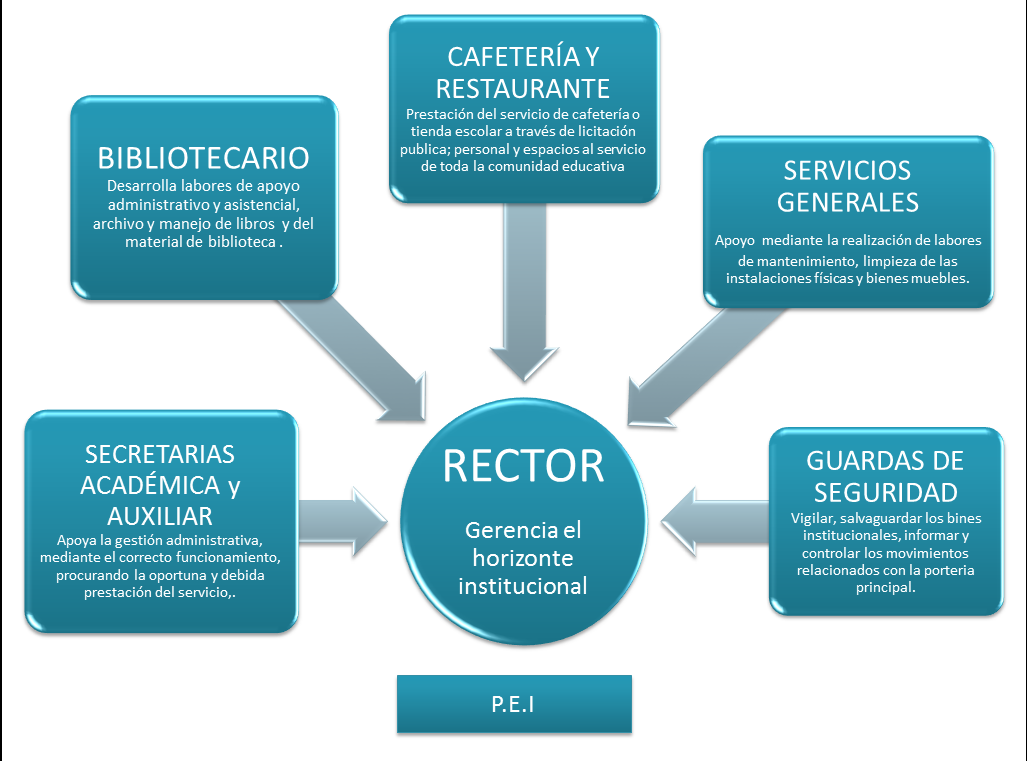 CAFETERÍA Y
RESTAURANTE
Prestación del servicio de cafetería o
tienda escolar a través de licitación
publica; personal y espacios al servicio
de toda la comunidad educativa
BIBLIOTECARIO
Desarrolla labores de apoyo
administrativo y asistencial,
archivo y manejo de libros y del
material de biblioteca .
SERVICIOS
GENERALES
Apoyo mediante la realización de labores
de mantenimiento, limpieza de las
instalaciones físicas y bienes muebles.
SECRETARIAS
ACADÉMICA y
AUXILIAR
Apoya la gestión administrativa,
mediante el correcto funcionamiento,
procurando la oportuna y debida
prestación del servicio,.
RECTOR
Gerencia el
horizonte
institucional
GUARDAS DE
SEGURIDAD
Vigilar, salvaguardar los bines
institucionales, informar y
controlar los movimientos
relacionados con la porteria
principal.
P.E.I